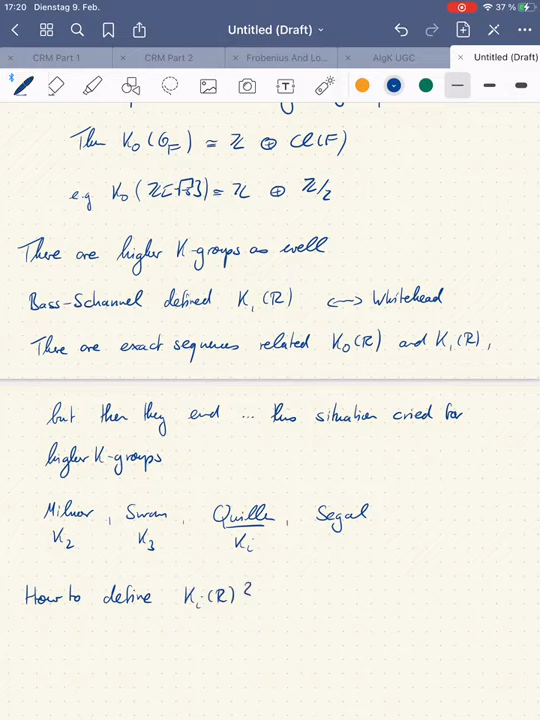 17:20 Dienstag 9. Feb. 37 %
Untitled (Draft)
CRM Part 1 CRM Part 2 Frobenius And Lo... AlgK UGC Untitled (Draft)
Then K₀(O_F) ≅ ℤ ⊕ Cl(F)
e.g K₀(ℤ[√-5]) ≅ ℤ ⊕ ℤ/2
There are higher K-groups as well
Bass-Schannel defined K₁(R) ⟷ Whitehead
There are exact sequences related K₀(R) and K₁(R),
but then they end ... this situation cried for
higher K-groups
Milnor, Swan, Quillen, Segal
K₂ K₃ Kᵢ
How to define Kᵢ(R)?